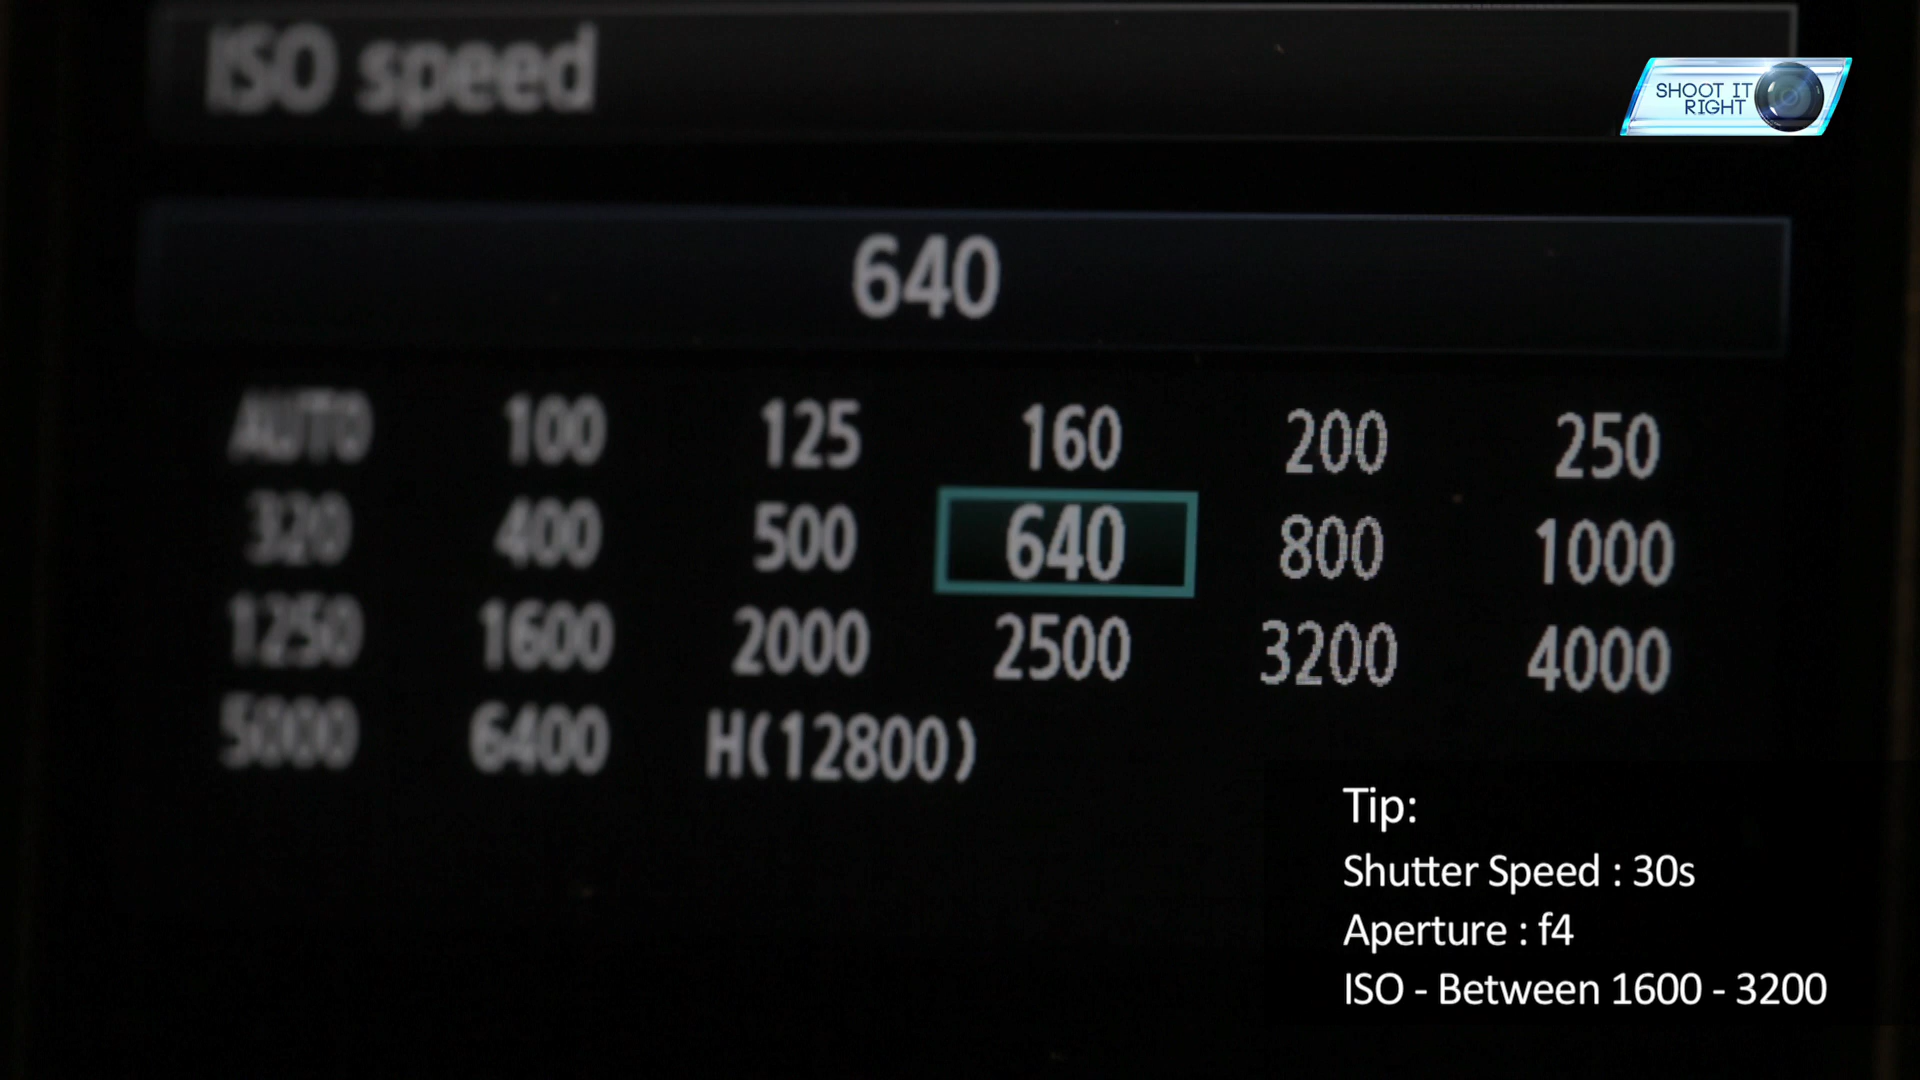 ISO speed
SHOOT IT
RIGHT
640
AUTO 100 125 160 200 250
320 400 500 640 800 1000
1250 1600 2000 2500 3200 4000
5000 6400 H(12800)
Tip:
Shutter Speed : 30s
Aperture : f4
ISO - Between 1600 - 3200